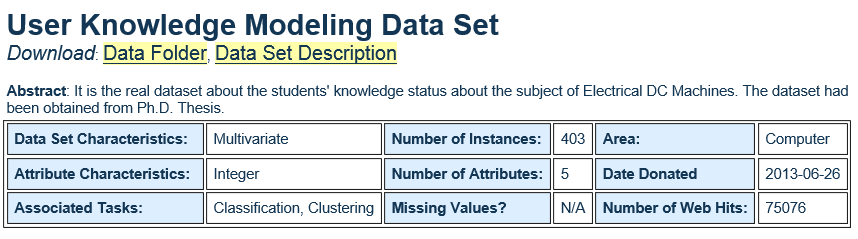 User Knowledge Modeling Data Set
Download: Data Folder, Data Set Description
Abstract: It is the real dataset about the students' knowledge status about the subject of Electrical DC Machines. The dataset had
been obtained from Ph.D. Thesis.
Data Set Characteristics: Multivariate Number of Instances: 403 Area: Computer
Attribute Characteristics: Integer Number of Attributes: 5 Date Donated 2013-06-26
Associated Tasks: Classification, Clustering Missing Values? N/A Number of Web Hits: 75076